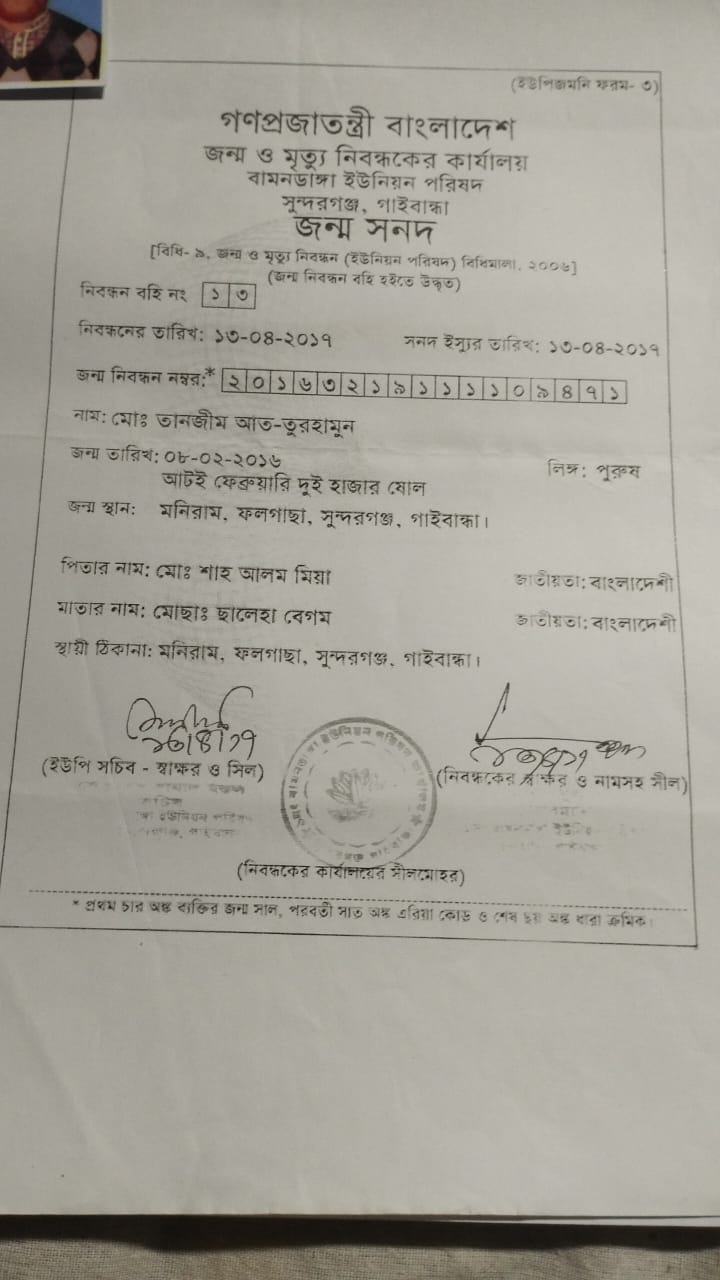 (ইউপিজমনি ফরম- ৩)
গণপ্রজাতন্ত্রী বাংলাদেশ
জন্ম ও মৃত্যু নিবন্ধকের কার্যালয়
বামনডাঙ্গা ইউনিয়ন পরিষদ
সুন্দরগঞ্জ, গাইবান্ধা
জন্ম সনদ
[বিধি- ৯, জন্ম ও মৃত্যু নিবন্ধন (ইউনিয়ন পরিষদ) বিধিমালা, ২০০৬]
(জন্ম নিবন্ধন বহি হইতে উদ্ধৃত)
নিবন্ধন বহি নং ১৩
নিবন্ধনের তারিখ: ১৩-০৪-২০১৭ সনদ ইস্যুর তারিখ: ১৩-০৪-২০১৭
জন্ম নিবন্ধন নম্বর:* ২০১৬৩২১৯১১১১০৯৪৭১
নাম: মোঃ তানজীম আত-তুরহামুন
জন্ম তারিখ: ০৮-০২-২০১৬ লিঙ্গ: পুরুষ
আটই ফেব্রুয়ারি দুই হাজার ষোল
জন্ম স্থান: মনিরাম, ফলগাছা, সুন্দরগঞ্জ, গাইবান্ধা।
পিতার নাম: মোঃ শাহ আলম মিয়া জাতীয়তা: বাংলাদেশী
মাতার নাম: মোছাঃ ছালেহা বেগম জাতীয়তা: বাংলাদেশী
স্থায়ী ঠিকানা: মনিরাম, ফলগাছা, সুন্দরগঞ্জ, গাইবান্ধা।
(ইউপি সচিব - স্বাক্ষর ও সিল) (নিবন্ধকের স্বাক্ষর ও নামসহ সীল)
(নিবন্ধকের কার্যালয়ের সীলমোহর)
* প্রথম চার অঙ্ক ব্যক্তির জন্ম সাল, পরবর্তী সাত অঙ্ক এরিয়া কোড ও শেষ ছয় অঙ্ক ধারা ক্রমিক।